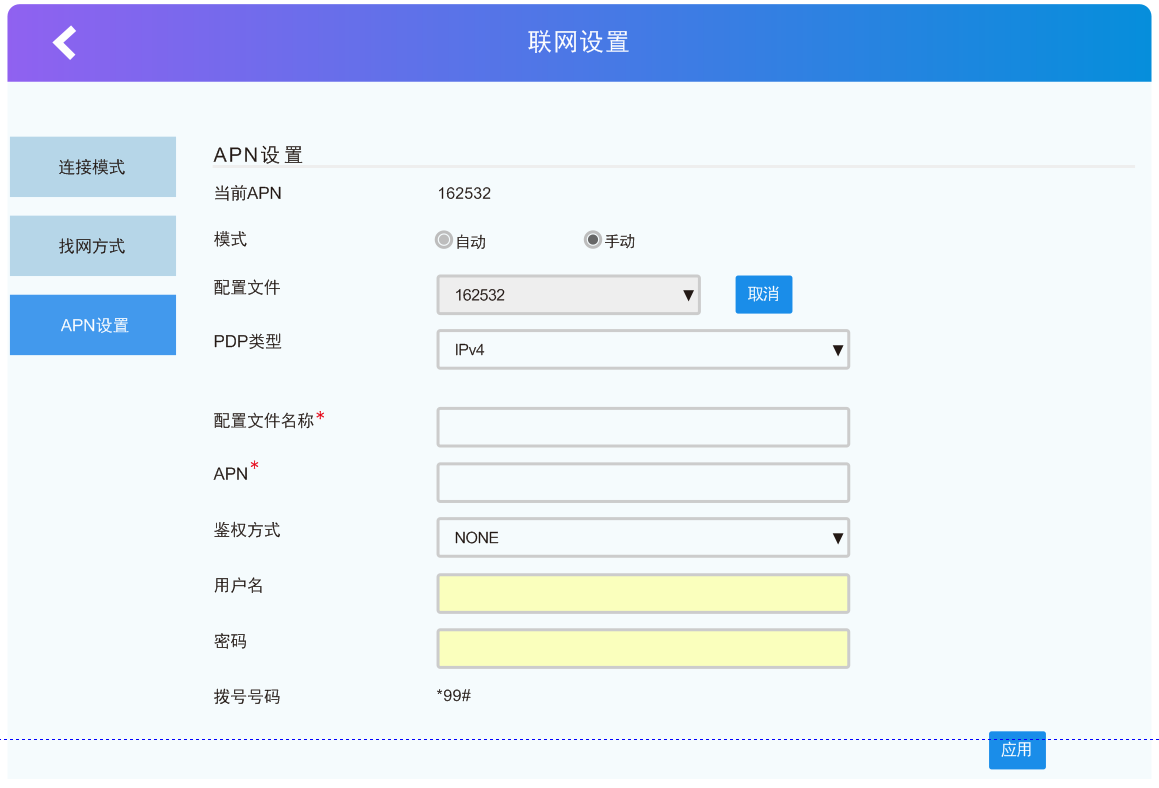 联网设置
连接模式
找网方式
APN设置
APN设置
当前APN 162532
模式 自动 手动
配置文件 162532 ▼ 取消
PDP类型 IPv4 ▼
配置文件名称*
APN*
鉴权方式 NONE ▼
用户名
密码
拨号号码 *99#
应用